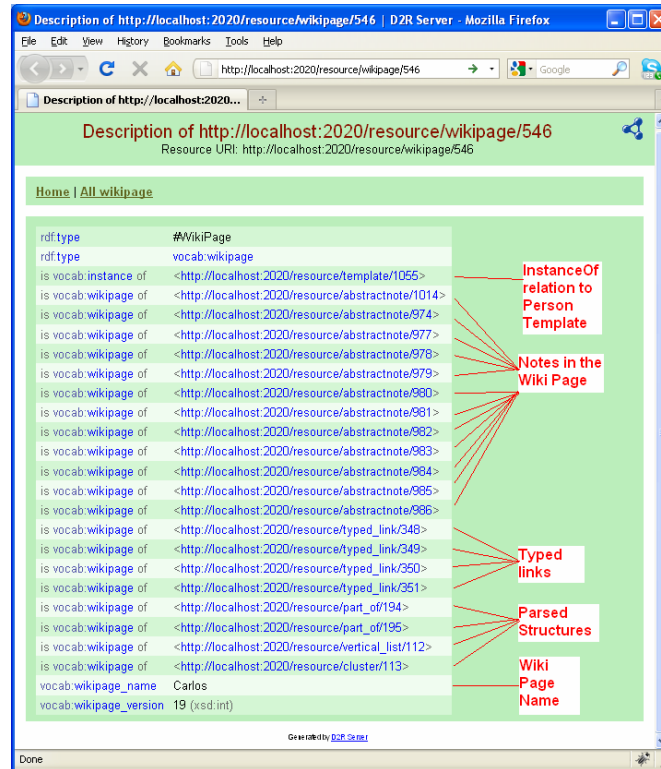 Description of http://localhost:2020/resource/wikipage/546 | D2R Server - Mozilla Firefox
File Edit View History Bookmarks Tools Help
http://localhost:2020/resource/wikipage/546 Google
Description of http://localhost:2020...
Description of http://localhost:2020/resource/wikipage/546
Resource URI: http://localhost:2020/resource/wikipage/546
Home | All wikipage
rdf:type #WikiPage
rdf:type vocab:wikipage
is vocab:instance of <http://localhost:2020/resource/template/1055>
is vocab:wikipage of <http://localhost:2020/resource/abstractnote/1014>
is vocab:wikipage of <http://localhost:2020/resource/abstractnote/974>
is vocab:wikipage of <http://localhost:2020/resource/abstractnote/977>
is vocab:wikipage of <http://localhost:2020/resource/abstractnote/978>
is vocab:wikipage of <http://localhost:2020/resource/abstractnote/979>
is vocab:wikipage of <http://localhost:2020/resource/abstractnote/980>
is vocab:wikipage of <http://localhost:2020/resource/abstractnote/981>
is vocab:wikipage of <http://localhost:2020/resource/abstractnote/982>
is vocab:wikipage of <http://localhost:2020/resource/abstractnote/983>
is vocab:wikipage of <http://localhost:2020/resource/abstractnote/984>
is vocab:wikipage of <http://localhost:2020/resource/abstractnote/985>
is vocab:wikipage of <http://localhost:2020/resource/abstractnote/986>
is vocab:wikipage of <http://localhost:2020/resource/typed_link/348>
is vocab:wikipage of <http://localhost:2020/resource/typed_link/349>
is vocab:wikipage of <http://localhost:2020/resource/typed_link/350>
is vocab:wikipage of <http://localhost:2020/resource/typed_link/351>
is vocab:wikipage of <http://localhost:2020/resource/part_of/194>
is vocab:wikipage of <http://localhost:2020/resource/part_of/195>
is vocab:wikipage of <http://localhost:2020/resource/vertical_list/112>
is vocab:wikipage of <http://localhost:2020/resource/cluster/113>
vocab:wikipage_name Carlos
vocab:wikipage_version 19 (xsd:int)
InstanceOf
relation to
Person
Template
Notes in the
Wiki Page
Typed
links
Parsed
Structures
Wiki
Page
Name
Generated by D2R Server
Done